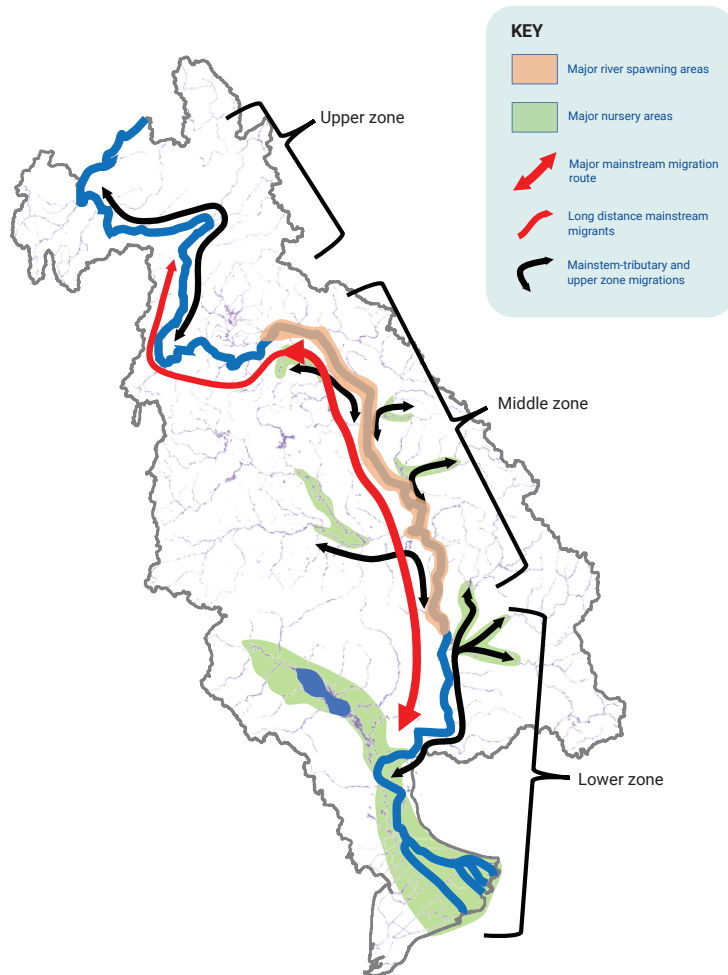 KEY
Major river spawning areas
Major nursery areas
Major mainstream migration
route
Long distance mainstream
migrants
Mainstem-tributary and
upper zone migrations
Upper zone
Middle zone
Lower zone